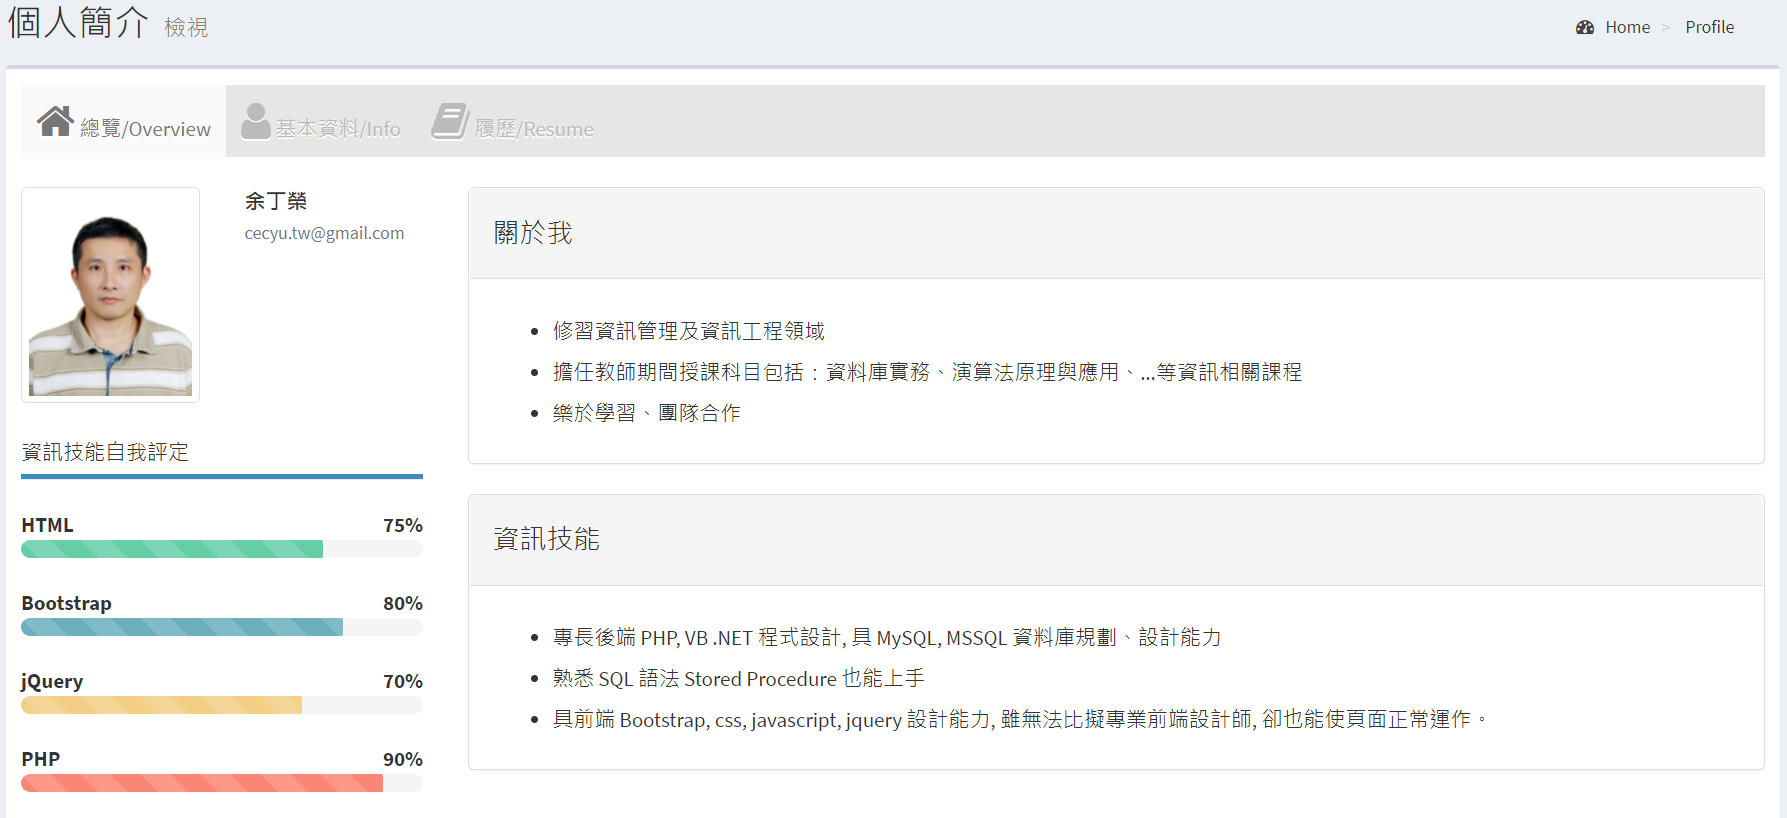 個人簡介 檢視
Home > Profile
總覽/Overview
基本資料/Info
履歷/Resume
余丁榮
cecyu.tw@gmail.com
資訊技能自我評定
HTML 75%
Bootstrap 80%
jQuery 70%
PHP 90%
關於我
• 修習資訊管理及資訊工程領域
• 擔任教師期間授課科目包括：資料庫實務、演算法原理與應用、...等資訊相關課程
• 樂於學習、團隊合作
資訊技能
• 專長後端 PHP, VB .NET 程式設計, 具 MySQL, MSSQL 資料庫規劃、設計能力
• 熟悉 SQL 語法 Stored Procedure 也能上手
• 具前端 Bootstrap, css, javascript, jquery 設計能力, 雖無法比擬專業前端設計師, 卻也能使頁面正常運作。